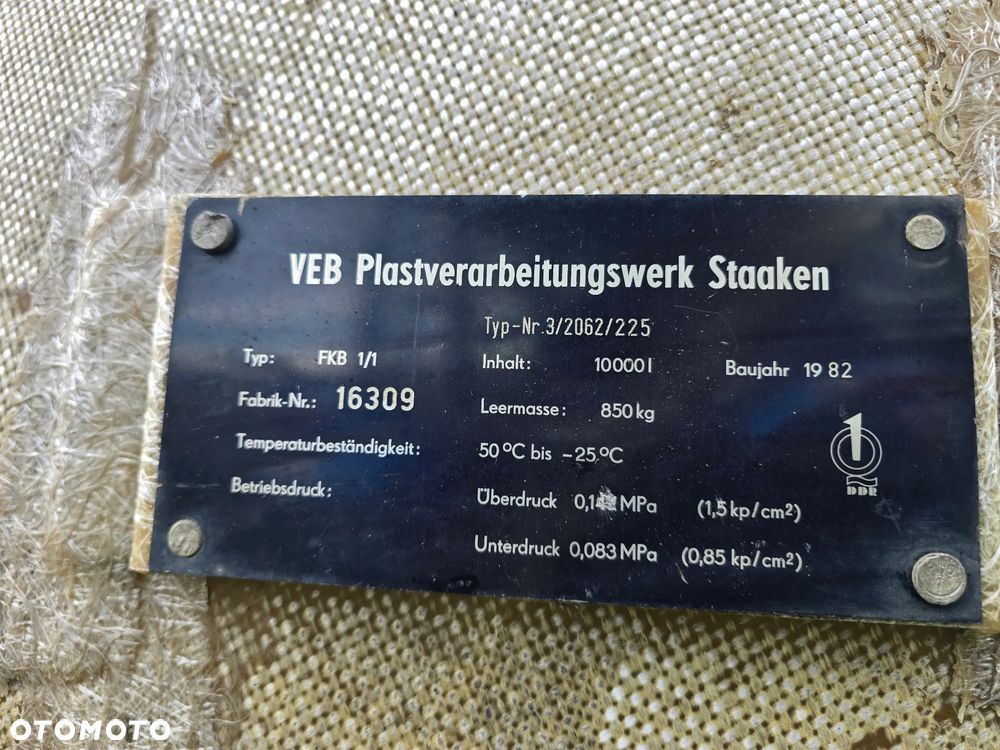 VEB Plastverarbeitungswerk Staaken
Typ-Nr.3/2062/225
Typ: FKB 1/1 Inhalt: 10000 l Baujahr 19 82
Fabrik-Nr.: 16309 Leermasse: 850 kg
Temperaturbeständigkeit: 50 °C bis -25 °C
1
DDR
Betriebsdruck: Überdruck MPa (1,5 kp/cm²)
Unterdruck 0,083 MPa (0,85 kp/cm²)
OTOMOTO